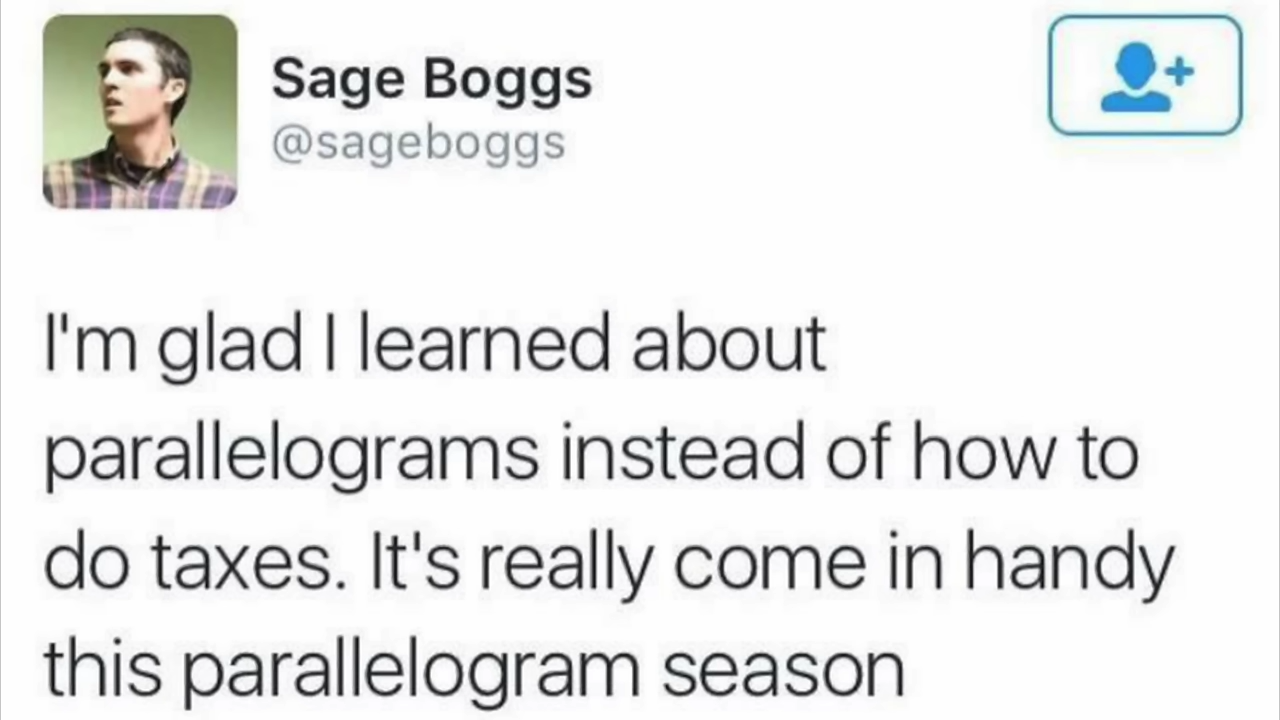 Sage Boggs
@sageboggs
I'm glad I learned about
parallelograms instead of how to
do taxes. It's really come in handy
this parallelogram season